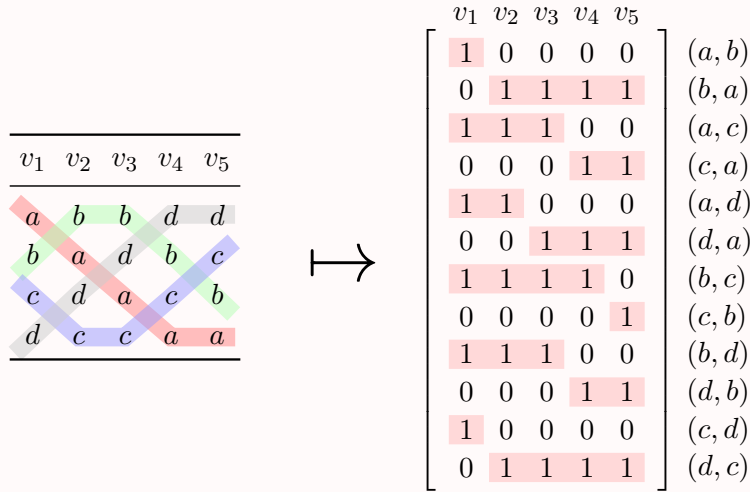 v1 v2 v3 v4 v5
a b b d d
b a d b c
c d a c b
d c c a a
v1 v2 v3 v4 v5
1 0 0 0 0 (a, b)
0 1 1 1 1 (b, a)
1 1 1 0 0 (a, c)
0 0 0 1 1 (c, a)
1 1 0 0 0 (a, d)
0 0 1 1 1 (d, a)
1 1 1 1 0 (b, c)
0 0 0 0 1 (c, b)
1 1 1 0 0 (b, d)
0 0 0 1 1 (d, b)
1 0 0 0 0 (c, d)
0 1 1 1 1 (d, c)